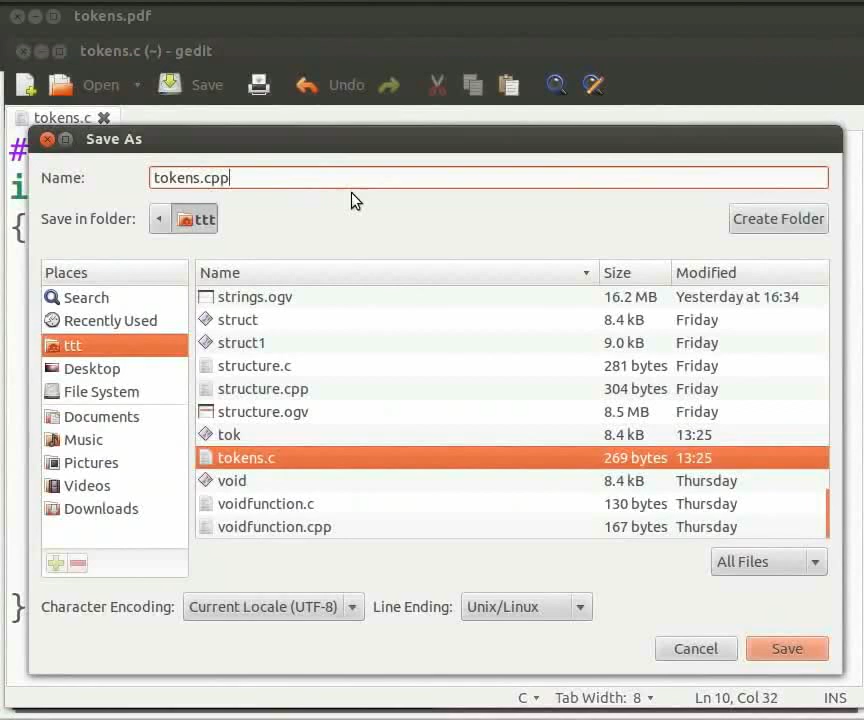 tokens.pdf
tokens.c (~) - gedit
Open Save Undo
tokens.c
#
Save As
i
Name: tokens.cpp
{
Save in folder: ttt Create Folder
Places Name Size Modified
Search strings.ogv 16.2 MB Yesterday at 16:34
Recently Used struct 8.4 kB Friday
ttt struct1 9.0 kB Friday
Desktop structure.c 281 bytes Friday
File System structure.cpp 304 bytes Friday
Documents structure.ogv 8.5 MB Friday
Music tok 8.4 kB 13:25
Pictures tokens.c 269 bytes 13:25
Videos void 8.4 kB Thursday
Downloads voidfunction.c 130 bytes Thursday
voidfunction.cpp 167 bytes Thursday
All Files
}
Character Encoding: Current Locale (UTF-8) Line Ending: Unix/Linux
Cancel Save
C Tab Width: 8 Ln 10, Col 32 INS